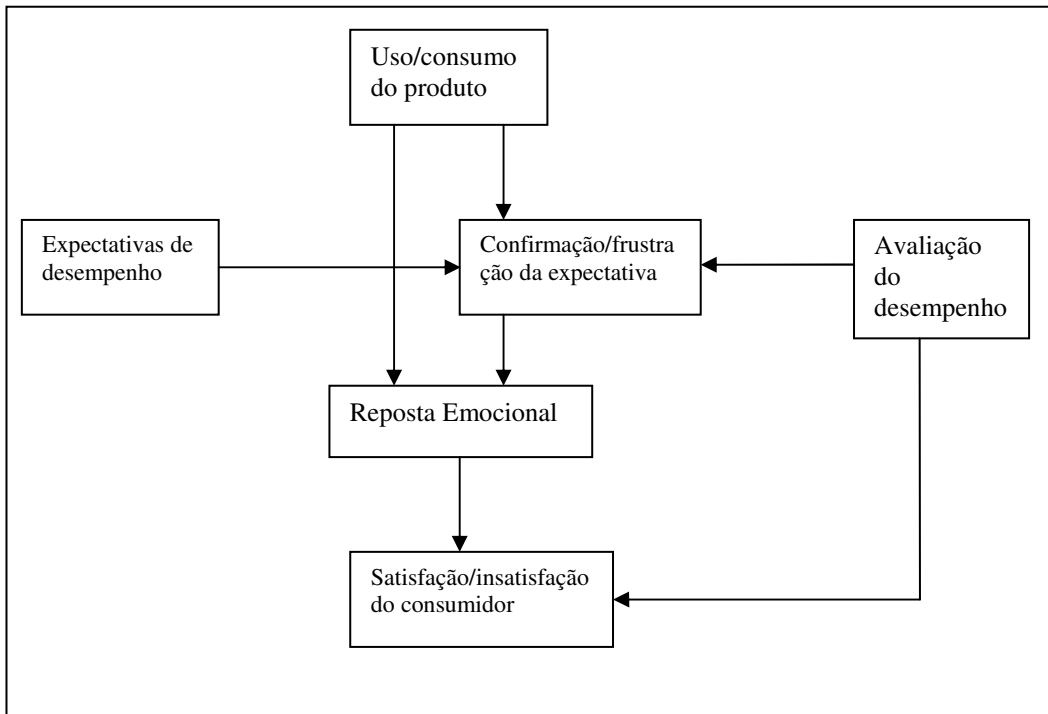 Uso/consumo
do produto
Expectativas de
desempenho
Confirmação/frustra
ção da expectativa
Avaliação
do
desempenho
Reposta Emocional
Satisfação/insatisfação
do consumidor